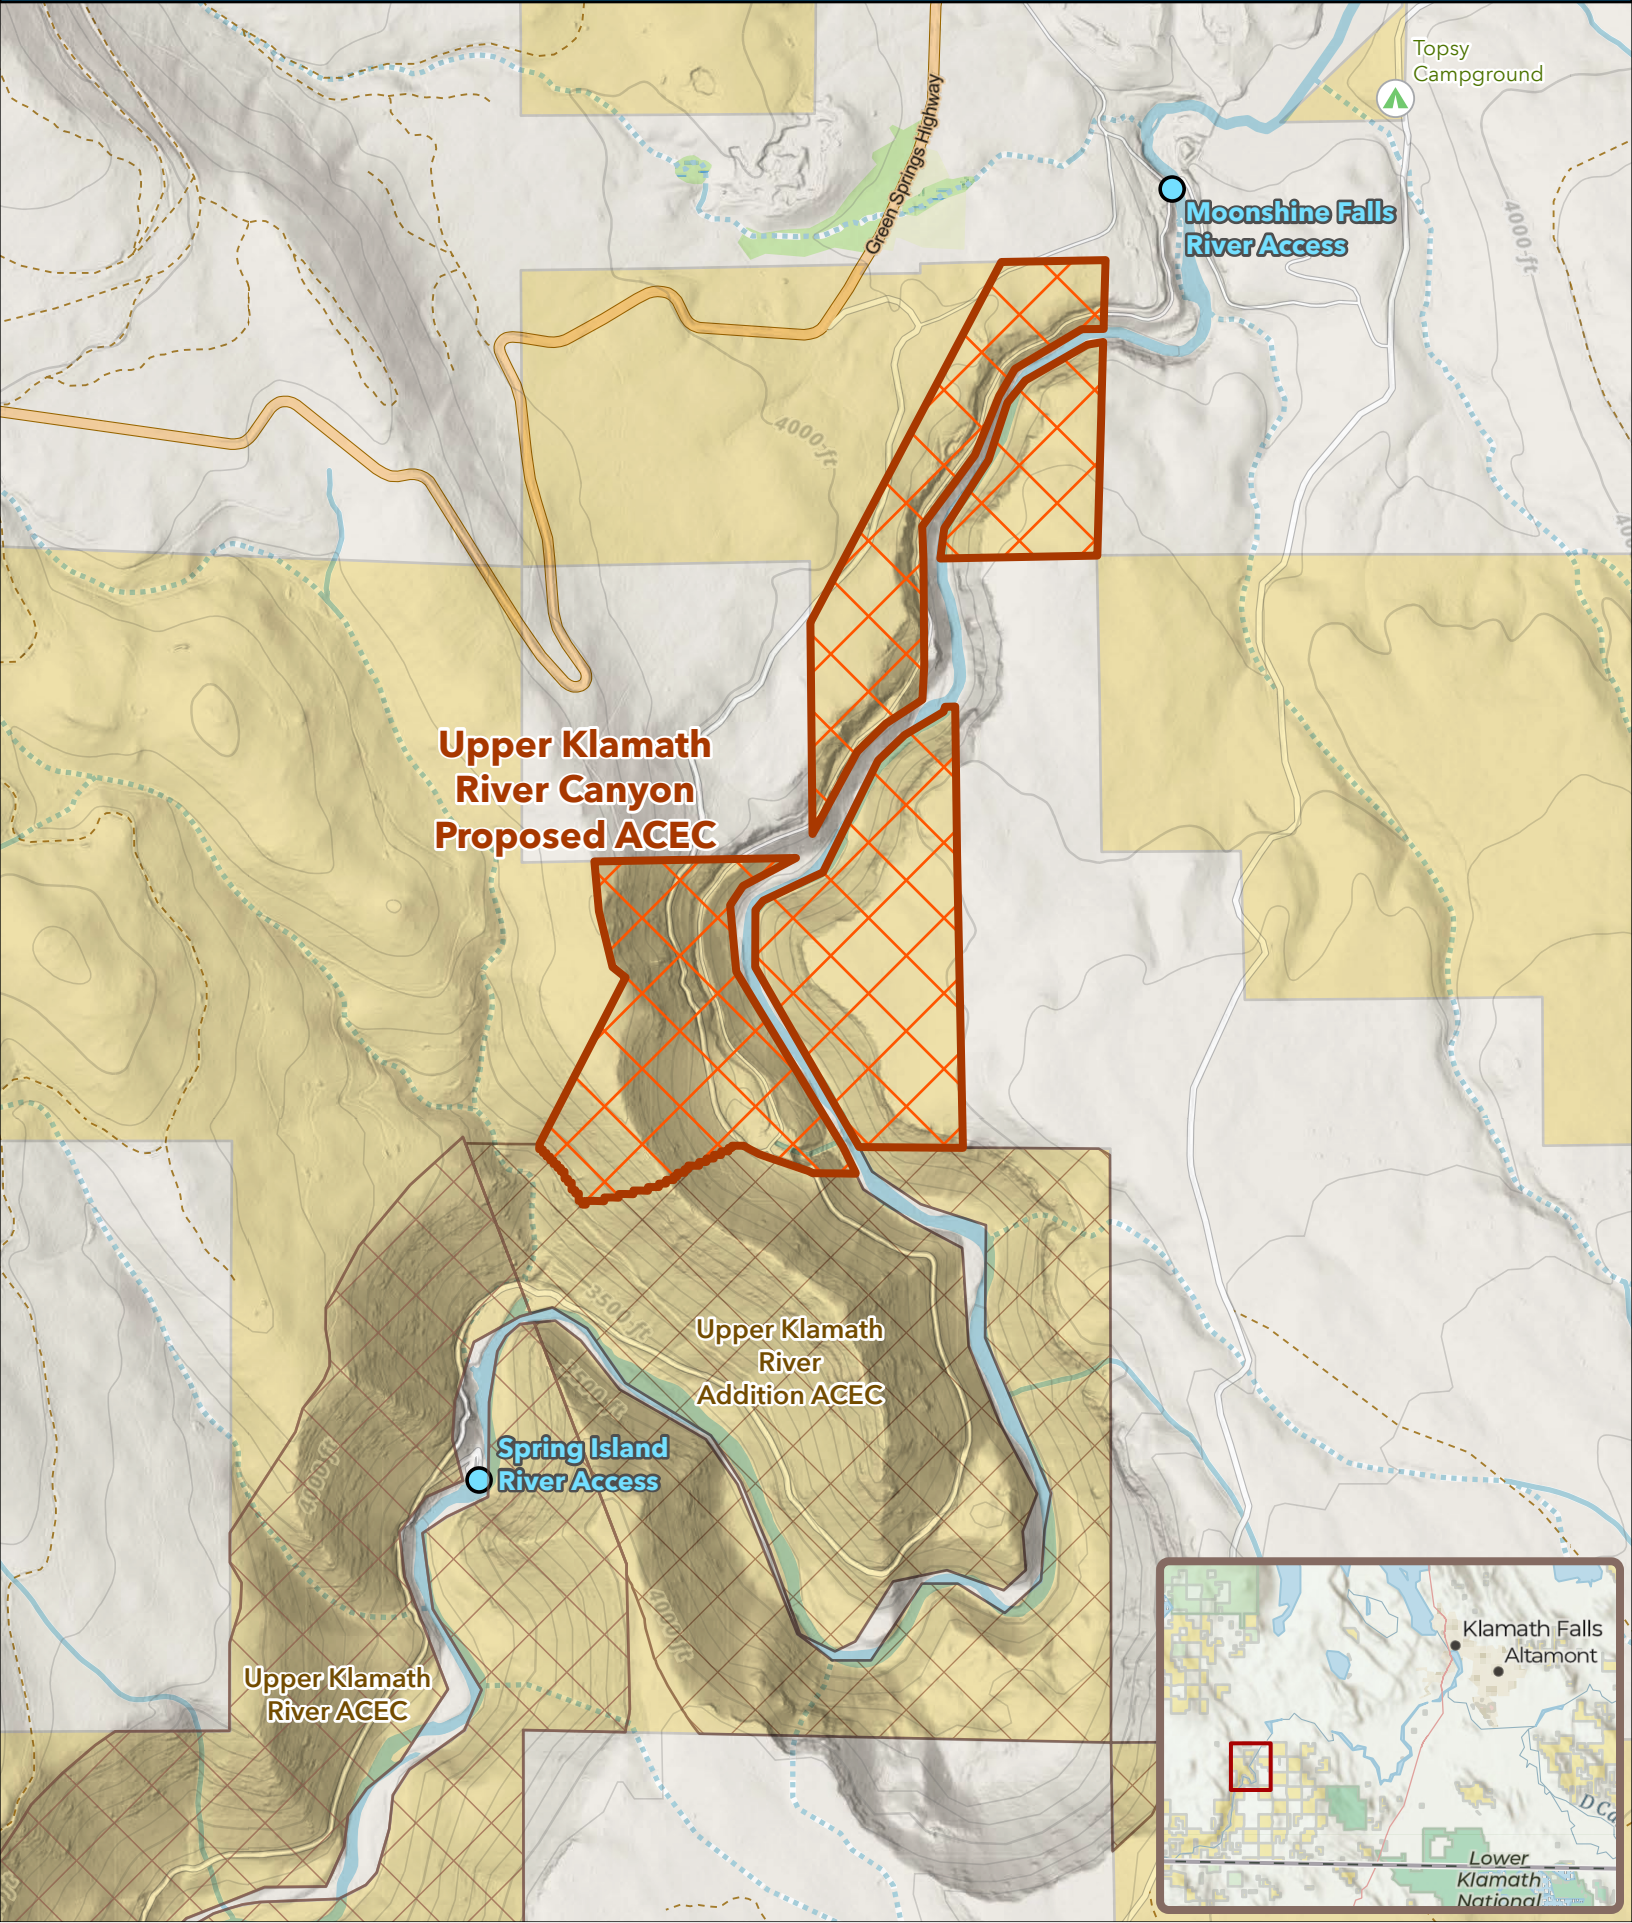 Topsy
Campground
Green Springs Highway
Moonshine Falls
River Access
4000-ft
4000-ft
Upper Klamath
River Canyon
Proposed ACEC
3500 ft
3500 ft
Upper Klamath
River
Addition ACEC
Spring Island
River Access
4000-ft
4000 ft
Upper Klamath
River ACEC
Klamath Falls
Altamont
Lower
Klamath
National